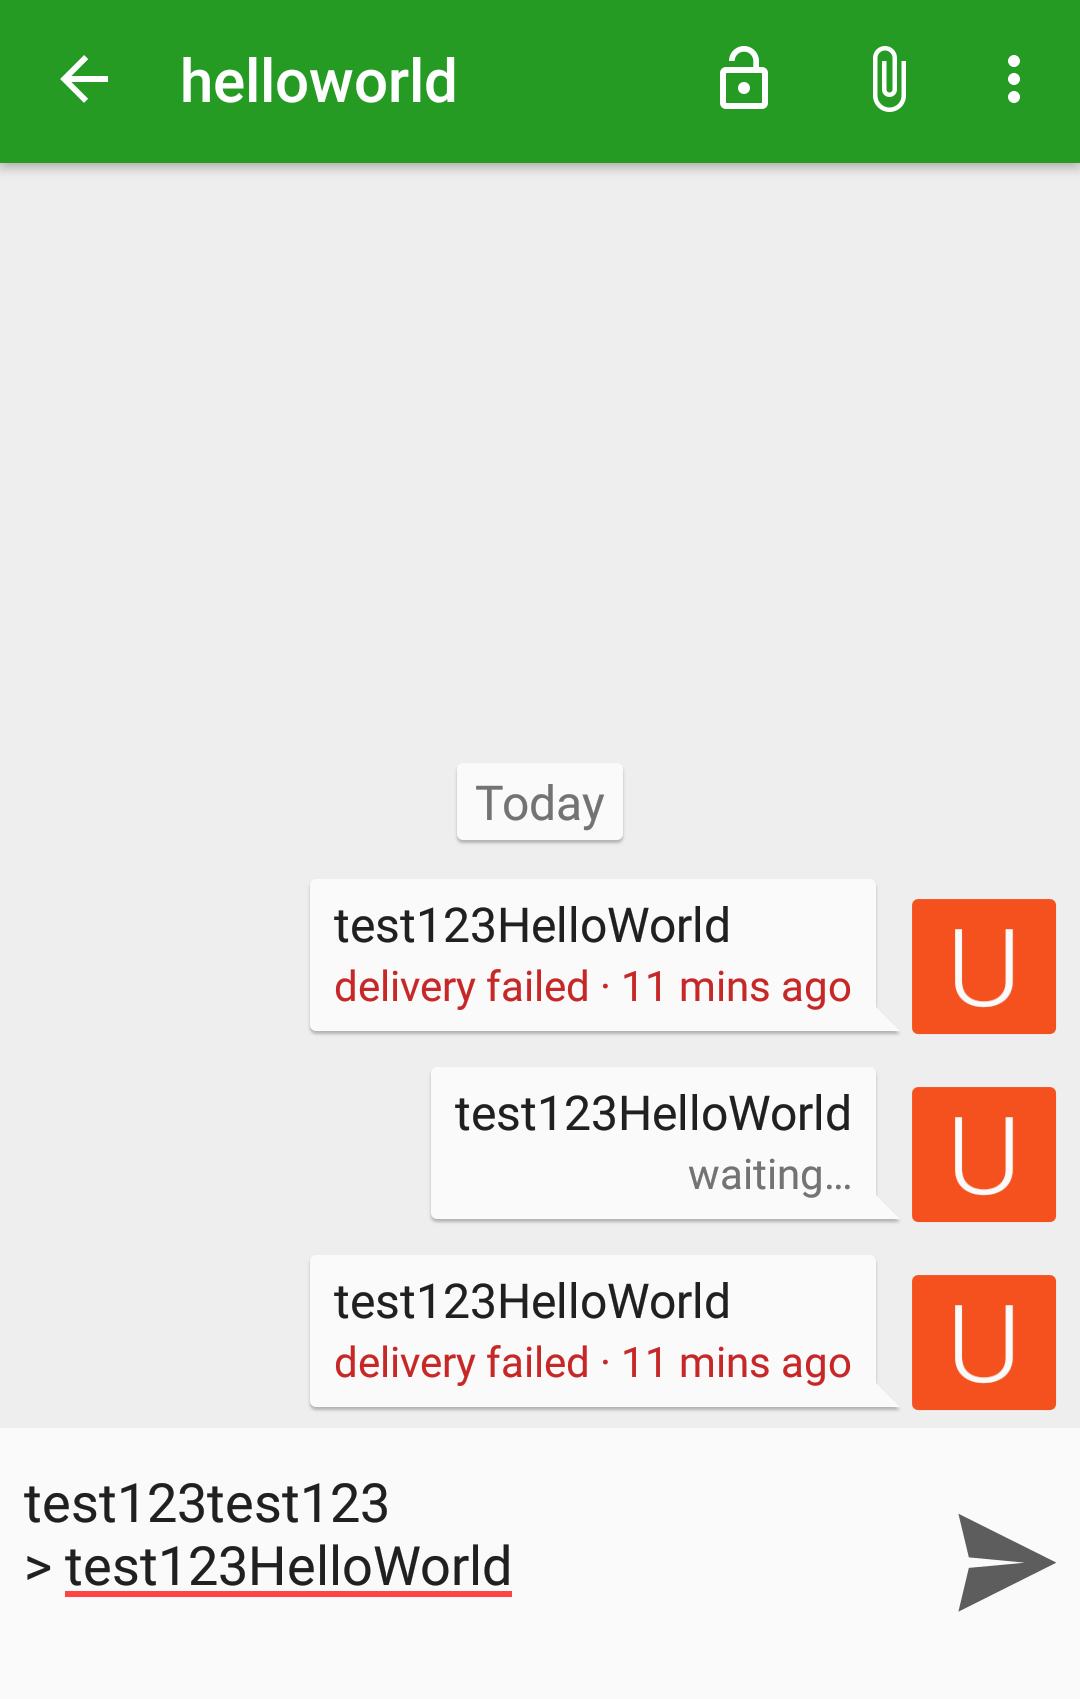 helloworld
Today
test123HelloWorld
delivery failed · 11 mins ago
U
test123HelloWorld
waiting…
U
test123HelloWorld
delivery failed · 11 mins ago
U
test123test123
> test123HelloWorld